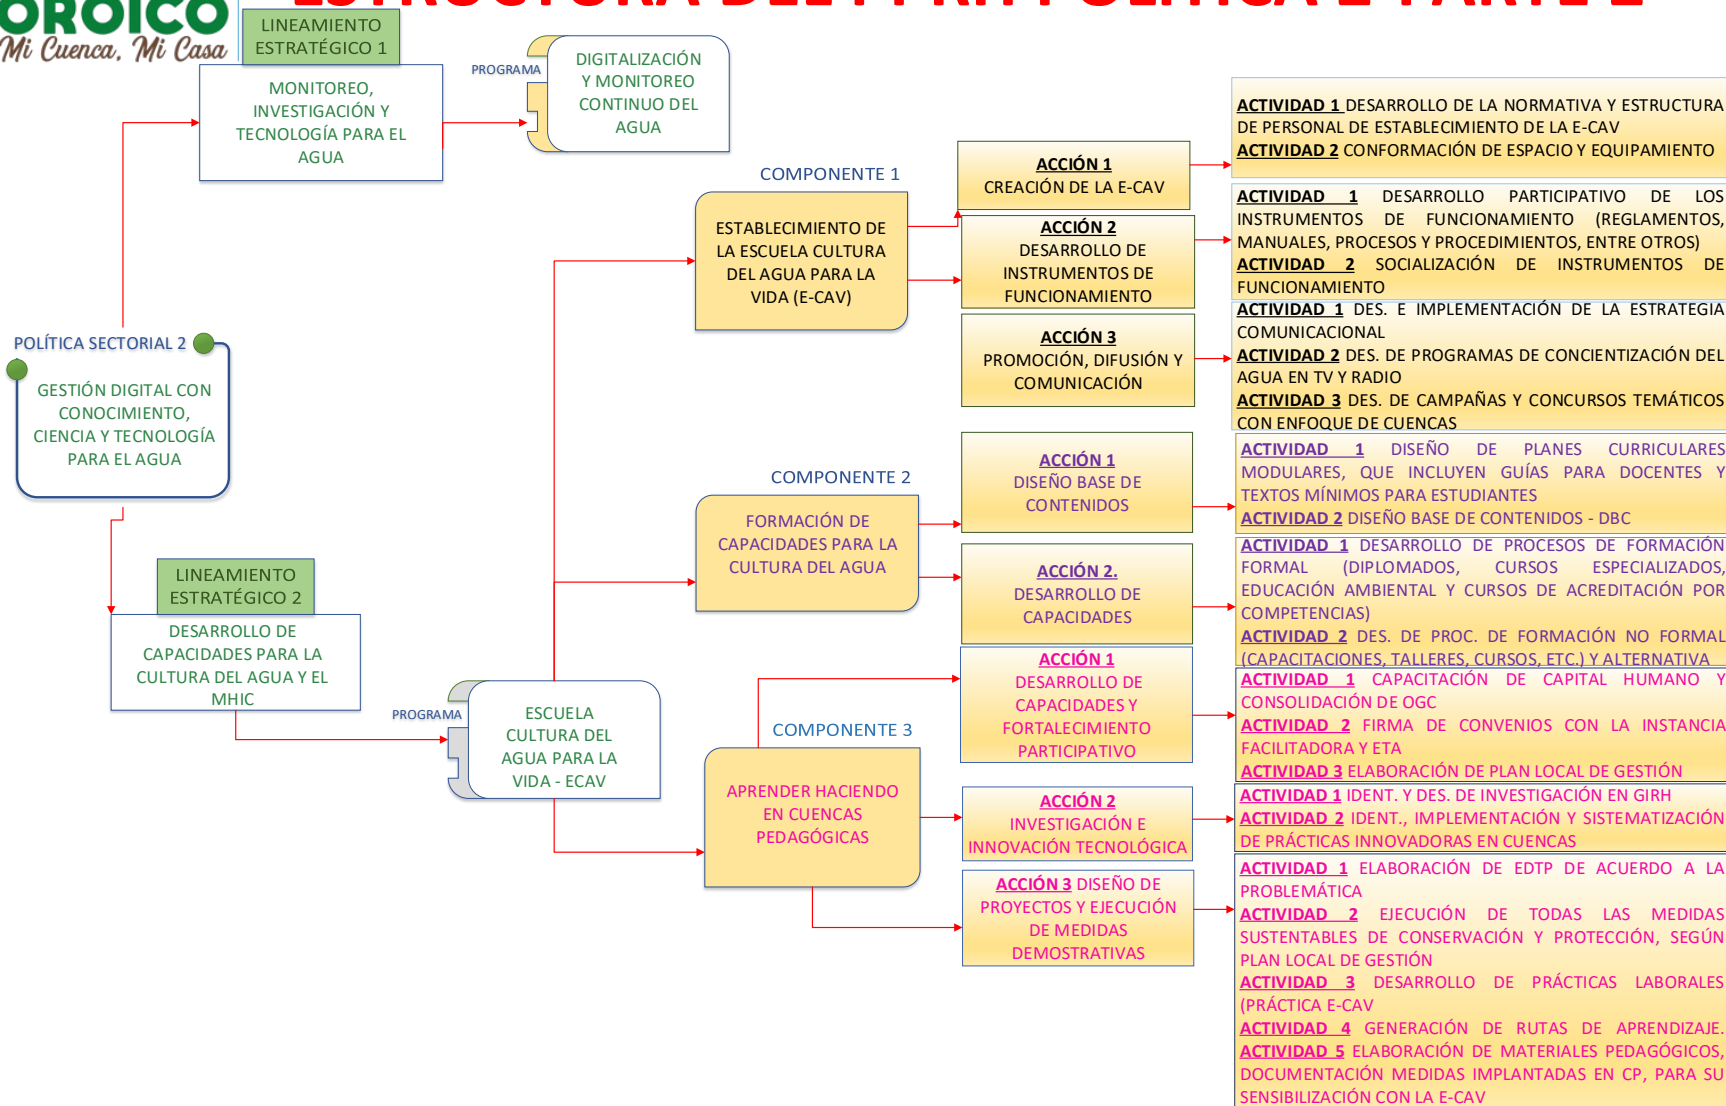 OROICO
Mi Cuenca, Mi Casa
LINEAMIENTO
ESTRATÉGICO 1
MONITOREO,
INVESTIGACIÓN Y
TECNOLOGÍA PARA EL
AGUA
PROGRAMA
DIGITALIZACIÓN
Y MONITOREO
CONTINUO DEL
AGUA
POLÍTICA SECTORIAL 2
GESTIÓN DIGITAL CON
CONOCIMIENTO,
CIENCIA Y TECNOLOGÍA
PARA EL AGUA
LINEAMIENTO
ESTRATÉGICO 2
DESARROLLO DE
CAPACIDADES PARA LA
CULTURA DEL AGUA Y EL
MHIC
PROGRAMA
ESCUELA
CULTURA DEL
AGUA PARA LA
VIDA - ECAV
COMPONENTE 1
ESTABLECIMIENTO DE
LA ESCUELA CULTURA
DEL AGUA PARA LA
VIDA (E-CAV)
ACCIÓN 1
CREACIÓN DE LA E-CAV
ACTIVIDAD 1 DESARROLLO DE LA NORMATIVA Y ESTRUCTURA
DE PERSONAL DE ESTABLECIMIENTO DE LA E-CAV
ACTIVIDAD 2 CONFORMACIÓN DE ESPACIO Y EQUIPAMIENTO
ACCIÓN 2
DESARROLLO DE
INSTRUMENTOS DE
FUNCIONAMIENTO
ACTIVIDAD 1 DESARROLLO PARTICIPATIVO DE LOS
INSTRUMENTOS DE FUNCIONAMIENTO (REGLAMENTOS,
MANUALES, PROCESOS Y PROCEDIMIENTOS, ENTRE OTROS)
ACTIVIDAD 2 SOCIALIZACIÓN DE INSTRUMENTOS DE
FUNCIONAMIENTO
ACCIÓN 3
PROMOCIÓN, DIFUSIÓN Y
COMUNICACIÓN
ACTIVIDAD 1 DES. E IMPLEMENTACIÓN DE LA ESTRATEGIA
COMUNICACIONAL
ACTIVIDAD 2 DES. DE PROGRAMAS DE CONCIENTIZACIÓN DEL
AGUA EN TV Y RADIO
ACTIVIDAD 3 DES. DE CAMPAÑAS Y CONCURSOS TEMÁTICOS
CON ENFOQUE DE CUENCAS
COMPONENTE 2
FORMACIÓN DE
CAPACIDADES PARA LA
CULTURA DEL AGUA
ACCIÓN 1
DISEÑO BASE DE
CONTENIDOS
ACTIVIDAD 1 DISEÑO DE PLANES CURRICULARES
MODULARES, QUE INCLUYEN GUÍAS PARA DOCENTES Y
TEXTOS MÍNIMOS PARA ESTUDIANTES
ACTIVIDAD 2 DISEÑO BASE DE CONTENIDOS - DBC
ACCIÓN 2.
DESARROLLO DE
CAPACIDADES
ACTIVIDAD 1 DESARROLLO DE PROCESOS DE FORMACIÓN
FORMAL (DIPLOMADOS, CURSOS ESPECIALIZADOS,
EDUCACIÓN AMBIENTAL Y CURSOS DE ACREDITACIÓN POR
COMPETENCIAS)
ACTIVIDAD 2 DES. DE PROC. DE FORMACIÓN NO FORMAL
(CAPACITACIONES, TALLERES, CURSOS, ETC.) Y ALTERNATIVA
COMPONENTE 3
APRENDER HACIENDO
EN CUENCAS
PEDAGÓGICAS
ACCIÓN 1
DESARROLLO DE
CAPACIDADES Y
FORTALECIMIENTO
PARTICIPATIVO
ACTIVIDAD 1 CAPACITACIÓN DE CAPITAL HUMANO Y
CONSOLIDACIÓN DE OGC
ACTIVIDAD 2 FIRMA DE CONVENIOS CON LA INSTANCIA
FACILITADORA Y ETA
ACTIVIDAD 3 ELABORACIÓN DE PLAN LOCAL DE GESTIÓN
ACCIÓN 2
INVESTIGACIÓN E
INNOVACIÓN TECNOLÓGICA
ACTIVIDAD 1 IDENT. Y DES. DE INVESTIGACIÓN EN GIRH
ACTIVIDAD 2 IDENT., IMPLEMENTACIÓN Y SISTEMATIZACIÓN
DE PRÁCTICAS INNOVADORAS EN CUENCAS
ACCIÓN 3 DISEÑO DE
PROYECTOS Y EJECUCIÓN
DE MEDIDAS
DEMOSTRATIVAS
ACTIVIDAD 1 ELABORACIÓN DE EDTP DE ACUERDO A LA
PROBLEMÁTICA
ACTIVIDAD 2 EJECUCIÓN DE TODAS LAS MEDIDAS
SUSTENTABLES DE CONSERVACIÓN Y PROTECCIÓN, SEGÚN
PLAN LOCAL DE GESTIÓN
ACTIVIDAD 3 DESARROLLO DE PRÁCTICAS LABORALES
(PRÁCTICA E-CAV
ACTIVIDAD 4 GENERACIÓN DE RUTAS DE APRENDIZAJE.
ACTIVIDAD 5 ELABORACIÓN DE MATERIALES PEDAGÓGICOS,
DOCUMENTACIÓN MEDIDAS IMPLANTADAS EN CP, PARA SU
SENSIBILIZACIÓN CON LA E-CAV